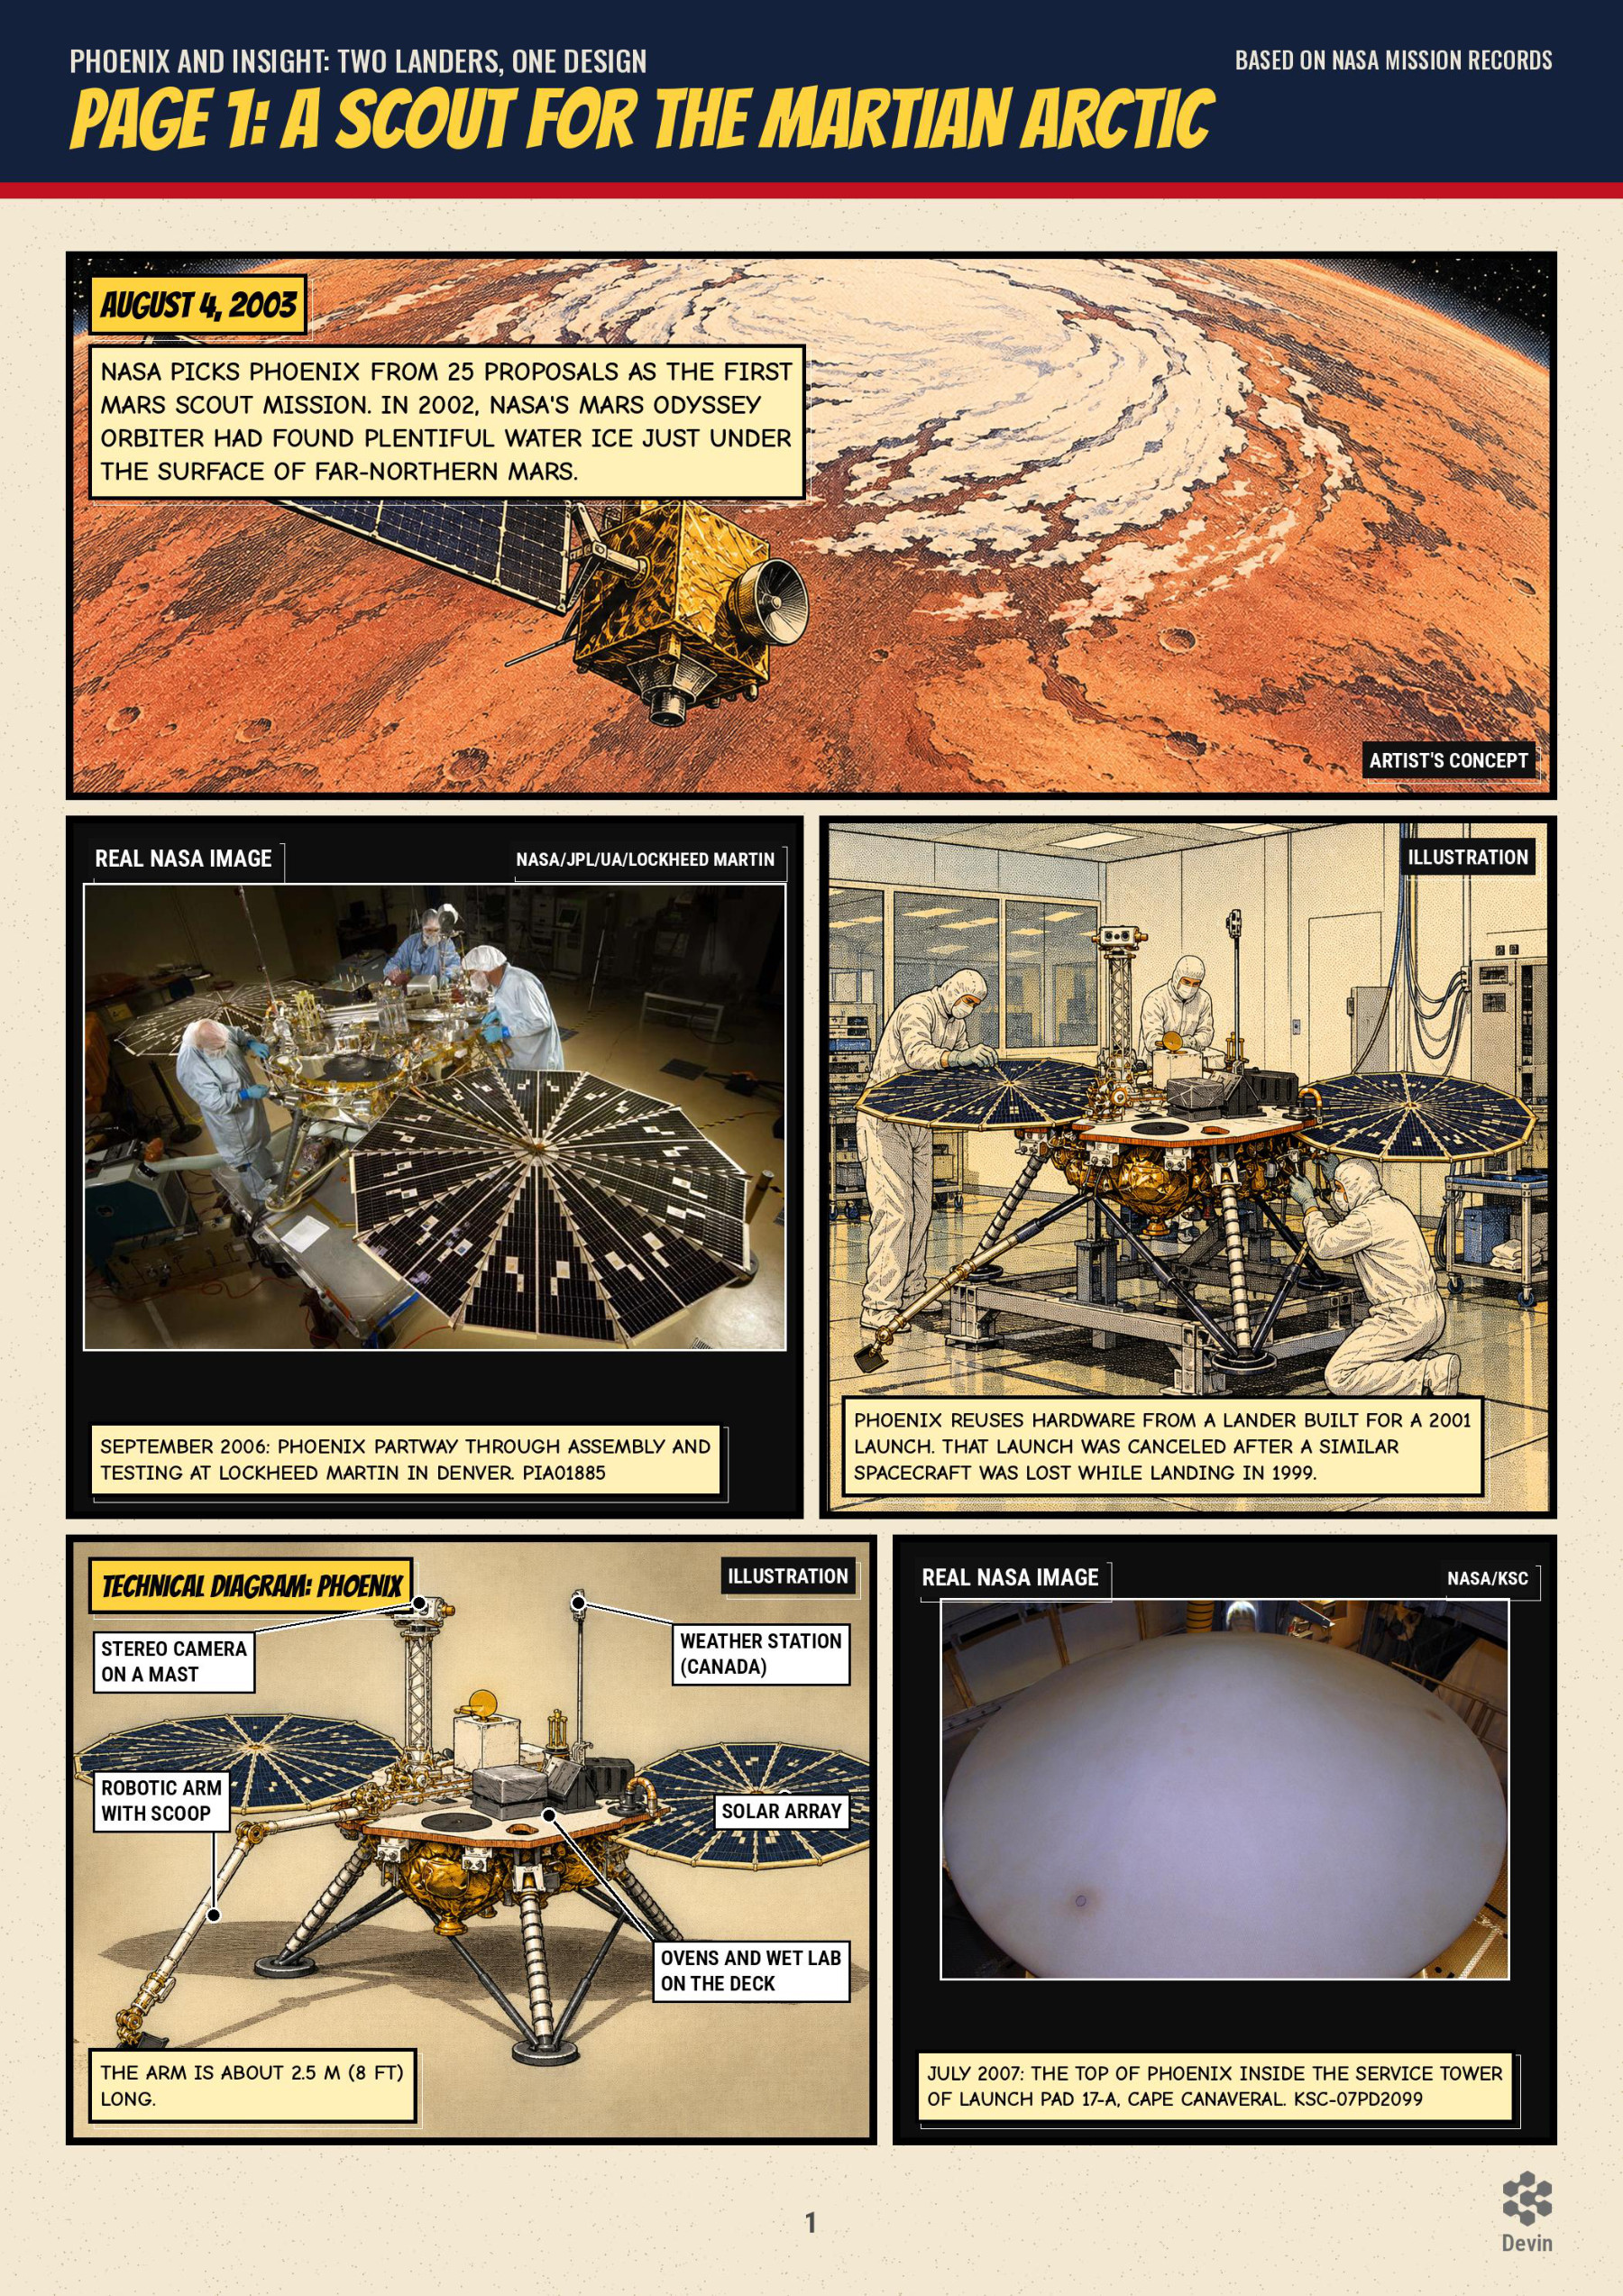 PHOENIX AND INSIGHT: TWO LANDERS, ONE DESIGN
BASED ON NASA MISSION RECORDS
PAGE 1: A SCOUT FOR THE MARTIAN ARCTIC
AUGUST 4, 2003
NASA PICKS PHOENIX FROM 25 PROPOSALS AS THE FIRST
MARS SCOUT MISSION. IN 2002, NASA'S MARS ODYSSEY
ORBITER HAD FOUND PLENTIFUL WATER ICE JUST UNDER
THE SURFACE OF FAR-NORTHERN MARS.
ARTIST'S CONCEPT
REAL NASA IMAGE
NASA/JPL/UA/LOCKHEED MARTIN
SEPTEMBER 2006: PHOENIX PARTWAY THROUGH ASSEMBLY AND
TESTING AT LOCKHEED MARTIN IN DENVER. PIA01885
ILLUSTRATION
PHOENIX REUSES HARDWARE FROM A LANDER BUILT FOR A 2001
LAUNCH. THAT LAUNCH WAS CANCELED AFTER A SIMILAR
SPACECRAFT WAS LOST WHILE LANDING IN 1999.
TECHNICAL DIAGRAM: PHOENIX
ILLUSTRATION
STEREO CAMERA
ON A MAST
WEATHER STATION
(CANADA)
ROBOTIC ARM
WITH SCOOP
SOLAR ARRAY
OVENS AND WET LAB
ON THE DECK
THE ARM IS ABOUT 2.5 M (8 FT)
LONG.
REAL NASA IMAGE
NASA/KSC
JULY 2007: THE TOP OF PHOENIX INSIDE THE SERVICE TOWER
OF LAUNCH PAD 17-A, CAPE CANAVERAL. KSC-07PD2099
1
Devin